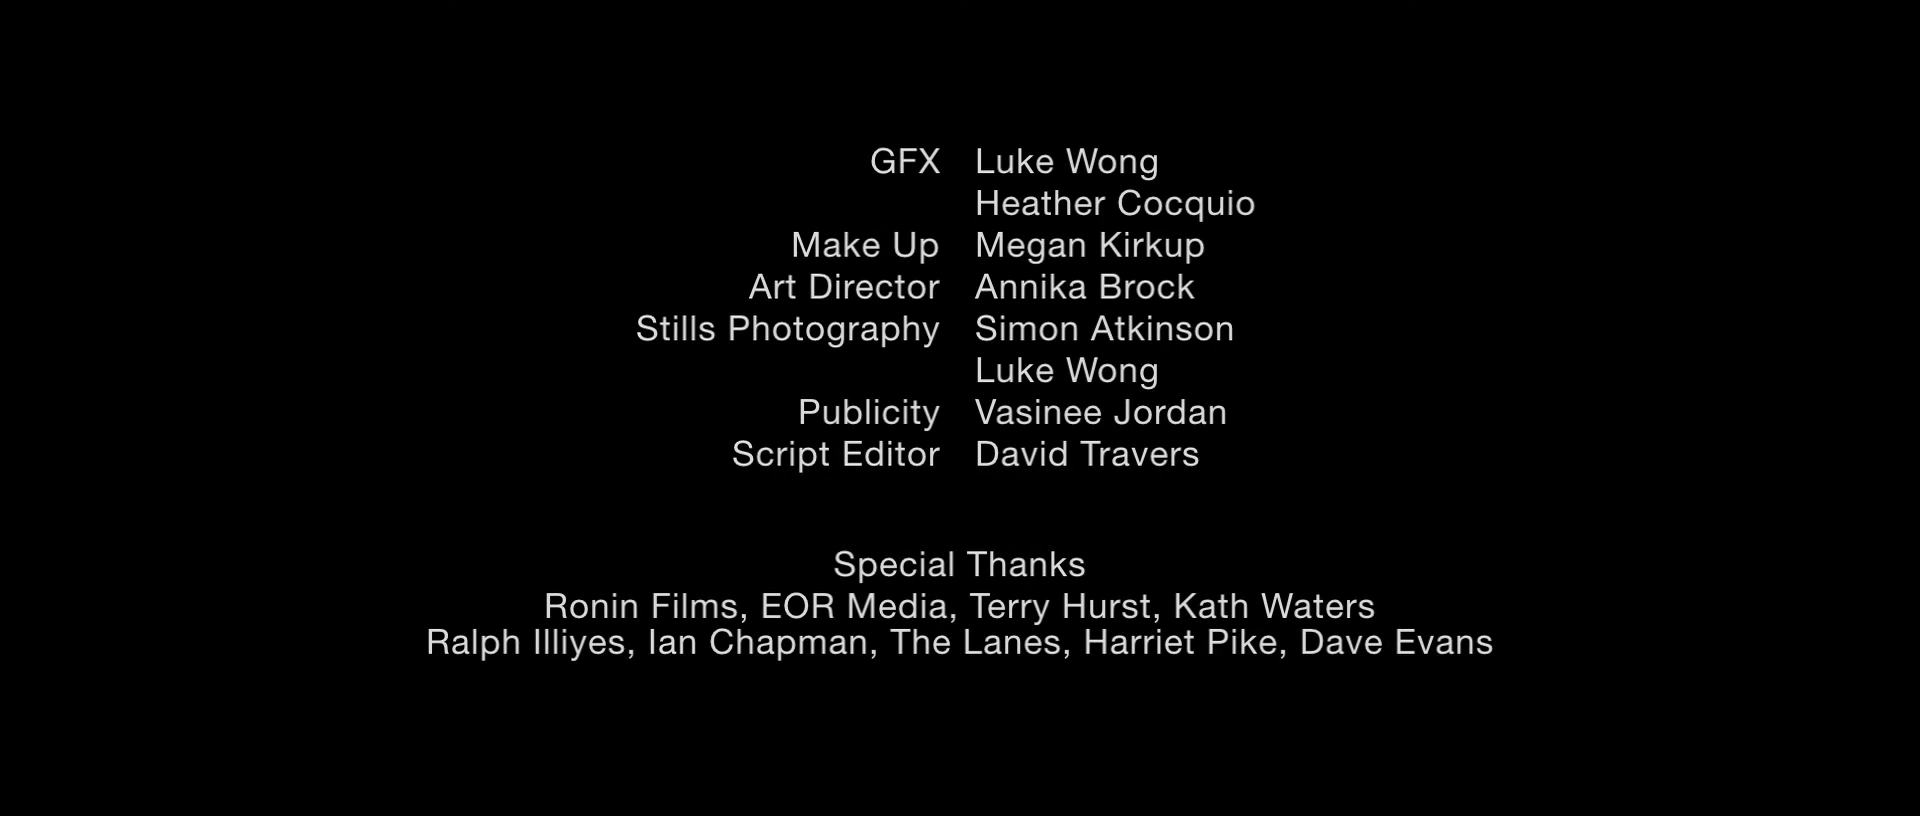 GFX Luke Wong
Heather Cocquio
Make Up Megan Kirkup
Art Director Annika Brock
Stills Photography Simon Atkinson
Luke Wong
Publicity Vasinee Jordan
Script Editor David Travers
Special Thanks
Ronin Films, EOR Media, Terry Hurst, Kath Waters
Ralph Illiyes, Ian Chapman, The Lanes, Harriet Pike, Dave Evans